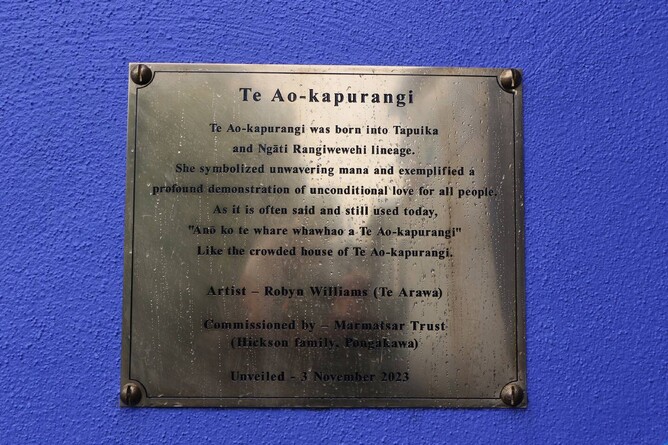 Te Ao-kapurangi
Te Ao-kapurangi was born into Tapuika
and Ngāti Rangiwewehi lineage.
She symbolized unwavering mana and exemplified a
profound demonstration of unconditional love for all people.
As it is often said and still used today,
"Anō ko te whare whawhao a Te Ao-kapurangi"
Like the crowded house of Te Ao-kapurangi.
Artist – Robyn Williams (Te Arawa)
Commissioned by – Marmatsar Trust
(Hickson family, Pongakawa)
Unveiled – 3 November 2023